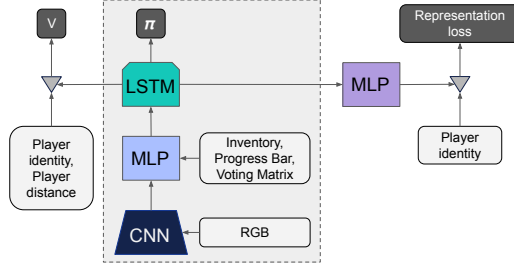 V
π
Representation
loss
LSTM
MLP
Player
identity,
Player
distance
MLP
Inventory,
Progress Bar,
Voting Matrix
Player
identity
CNN
RGB